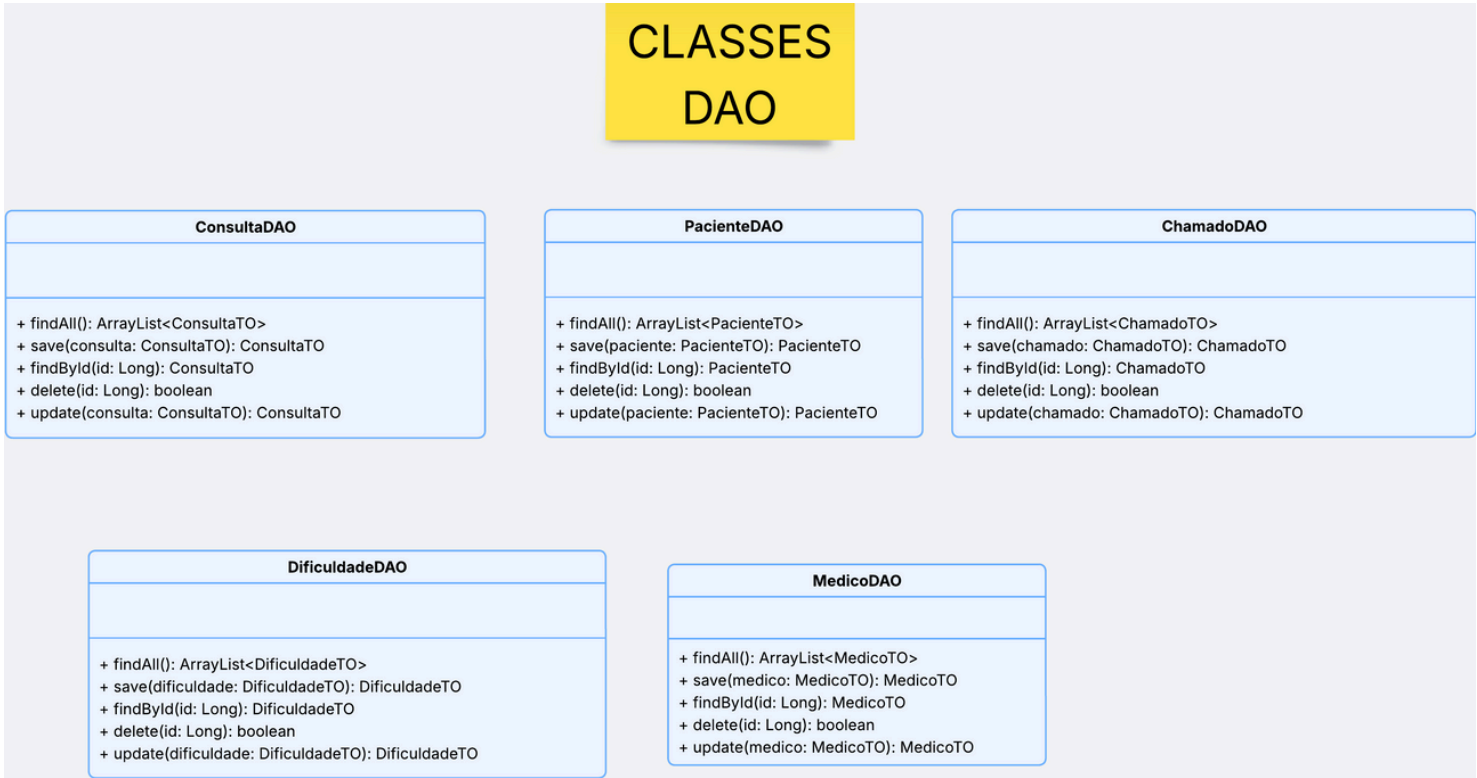 CLASSES
DAO
ConsultaDAO
+ findAll(): ArrayList<ConsultaTO>
+ save(consulta: ConsultaTO): ConsultaTO
+ findById(id: Long): ConsultaTO
+ delete(id: Long): boolean
+ update(consulta: ConsultaTO): ConsultaTO
PacienteDAO
+ findAll(): ArrayList<PacienteTO>
+ save(paciente: PacienteTO): PacienteTO
+ findById(id: Long): PacienteTO
+ delete(id: Long): boolean
+ update(paciente: PacienteTO): PacienteTO
ChamadoDAO
+ findAll(): ArrayList<ChamadoTO>
+ save(chamado: ChamadoTO): ChamadoTO
+ findById(id: Long): ChamadoTO
+ delete(id: Long): boolean
+ update(chamado: ChamadoTO): ChamadoTO
DificuldadeDAO
+ findAll(): ArrayList<DificuldadeTO>
+ save(dificuldade: DificuldadeTO): DificuldadeTO
+ findById(id: Long): DificuldadeTO
+ delete(id: Long): boolean
+ update(dificuldade: DificuldadeTO): DificuldadeTO
MedicoDAO
+ findAll(): ArrayList<MedicoTO>
+ save(medico: MedicoTO): MedicoTO
+ findById(id: Long): MedicoTO
+ delete(id: Long): boolean
+ update(medico: MedicoTO): MedicoTO